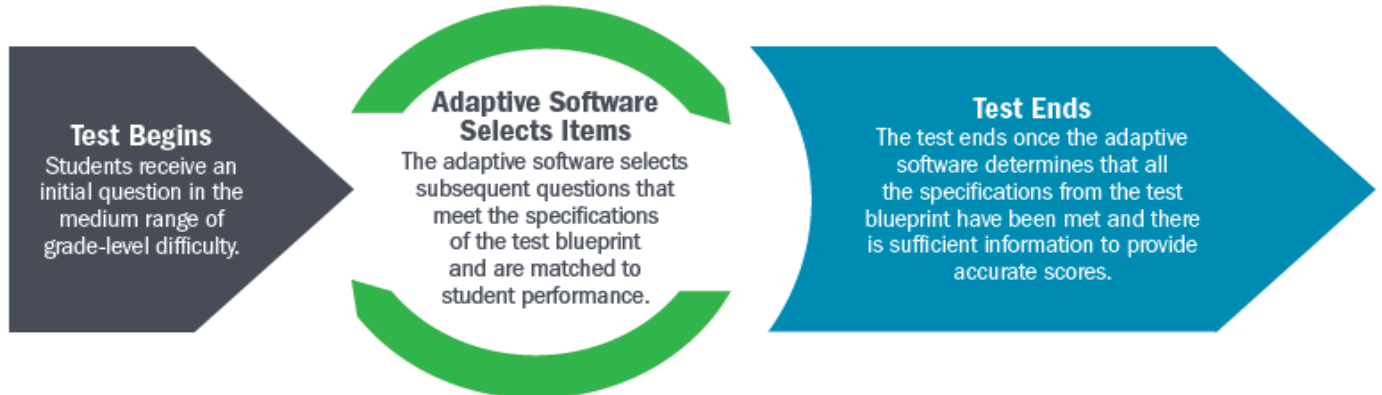 Test Begins
Students receive an
initial question in the
medium range of
grade-level difficulty.
Adaptive Software
Selects Items
The adaptive software selects
subsequent questions that
meet the specifications
of the test blueprint
and are matched to
student performance.
Test Ends
The test ends once the adaptive
software determines that all
the specifications from the test
blueprint have been met and there
is sufficient information to provide
accurate scores.